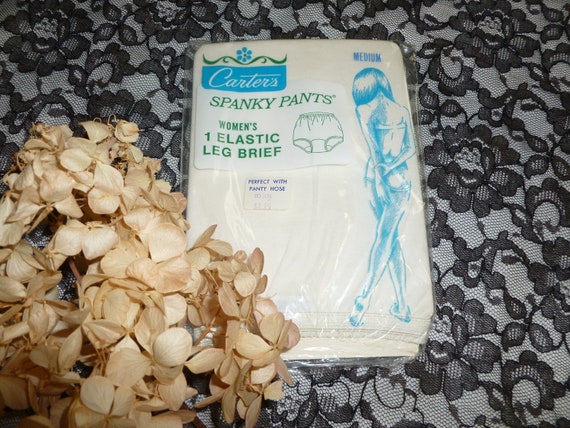 Carter's
MEDIUM
SPANKY PANTS®
WOMEN'S
1 ELASTIC
LEG BRIEF
PERFECT WITH
PANTY HOSE